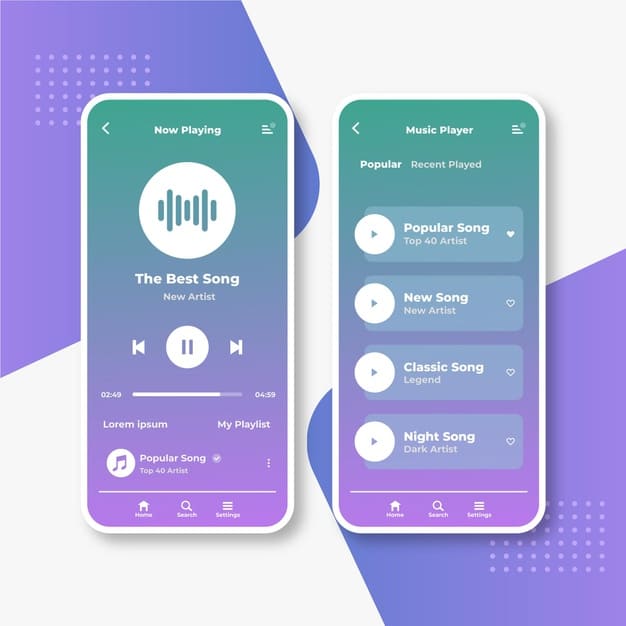 Now Playing
The Best Song
New Artist
02:49
04:59
Lorem ipsum
My Playlist
Popular Song
Top 40 Artist
Home
Search
Settings
Music Player
Popular
Recent Played
Popular Song
Top 40 Artist
New Song
New Artist
Classic Song
Legend
Night Song
Dark Artist
Home
Search
Settings